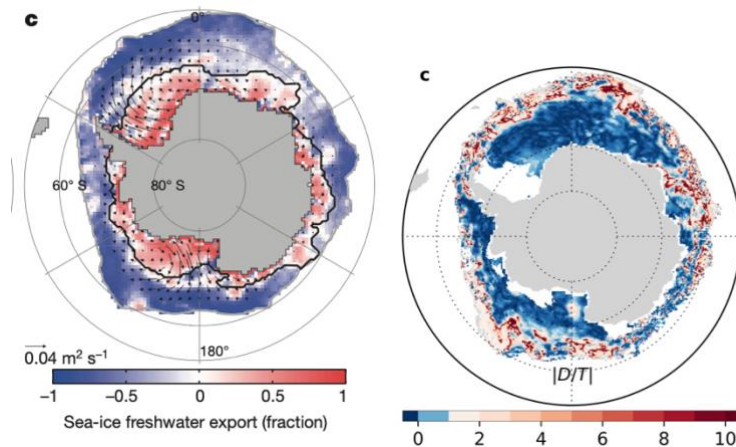 c
0°
60° S
80° S
180°
0.04 m² s⁻¹
−1 −0.5 0 0.5 1
Sea-ice freshwater export (fraction)
c
|D/T|
0 2 4 6 8 10